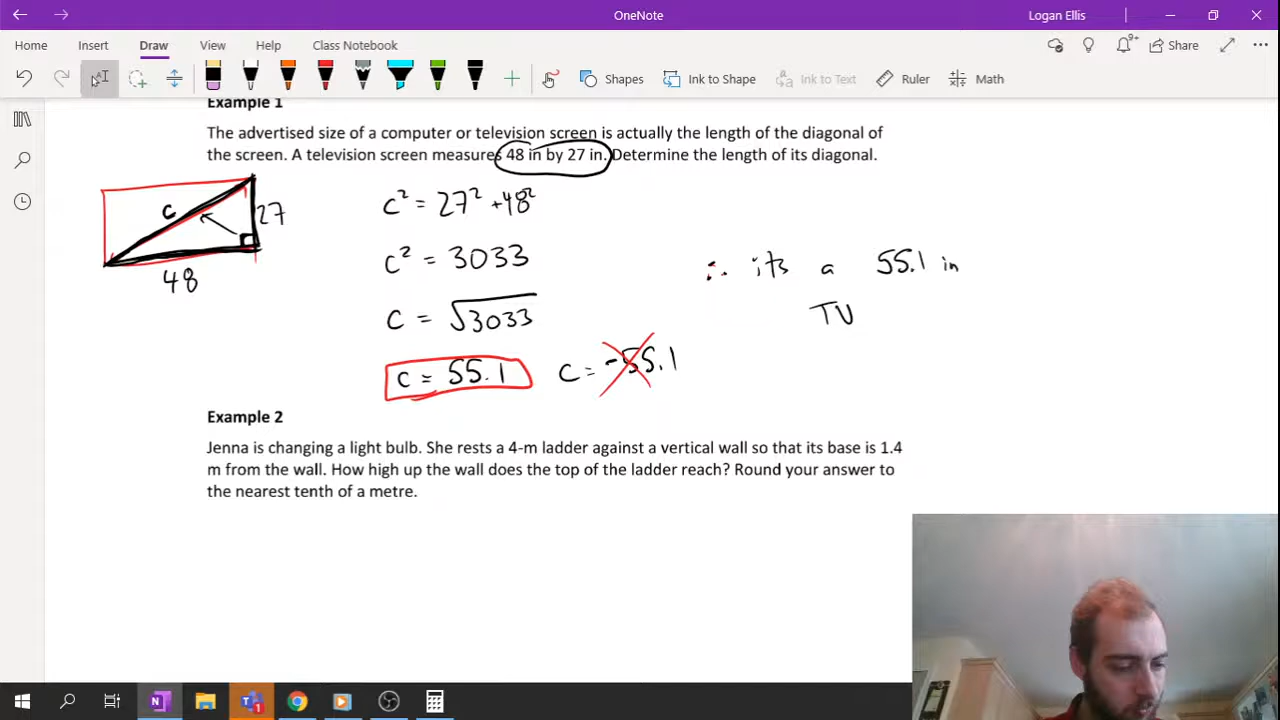 OneNote
Logan Ellis
Home Insert Draw View Help Class Notebook
9+ Share
Shapes Ink to Shape Ink to Text Ruler Math
Example 1
The advertised size of a computer or television screen is actually the length of the diagonal of
the screen. A television screen measures 48 in by 27 in. Determine the length of its diagonal.
c
27
48
c² = 27² + 48²
c² = 3033
c = √3033
c = 55.1 c = -55.1
∴ its a 55.1 in
TV
Example 2
Jenna is changing a light bulb. She rests a 4-m ladder against a vertical wall so that its base is 1.4
m from the wall. How high up the wall does the top of the ladder reach? Round your answer to
the nearest tenth of a metre.